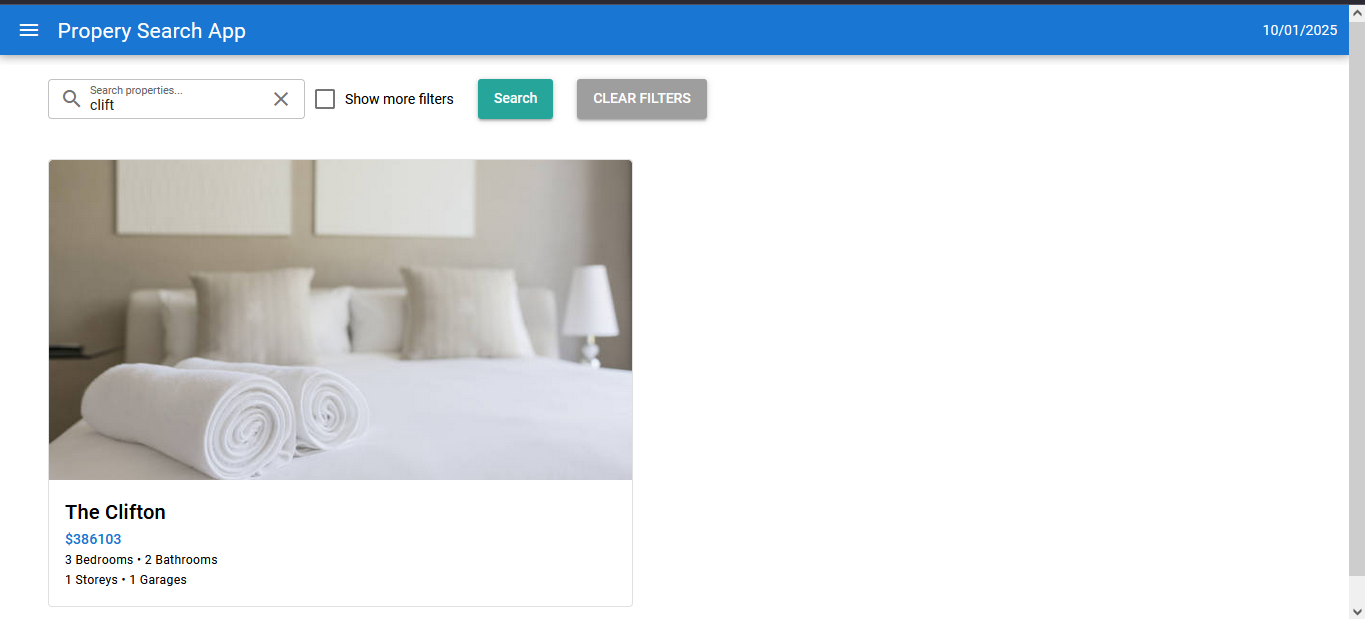 Propery Search App
10/01/2025
Search properties...
clift
Show more filters
Search
CLEAR FILTERS
The Clifton
$386103
3 Bedrooms • 2 Bathrooms
1 Storeys • 1 Garages